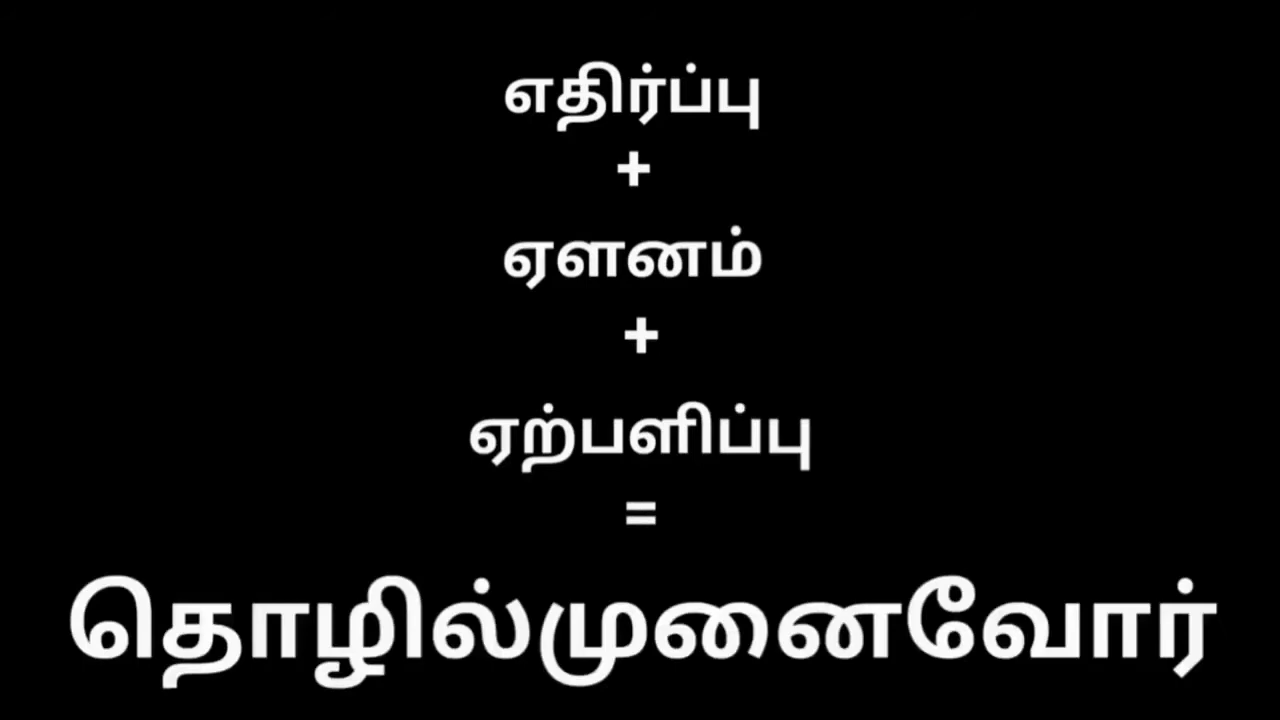 எதிர்ப்பு
+
ஏளனம்
+
ஏற்பளிப்பு
=
தொழில்முனைவோர்